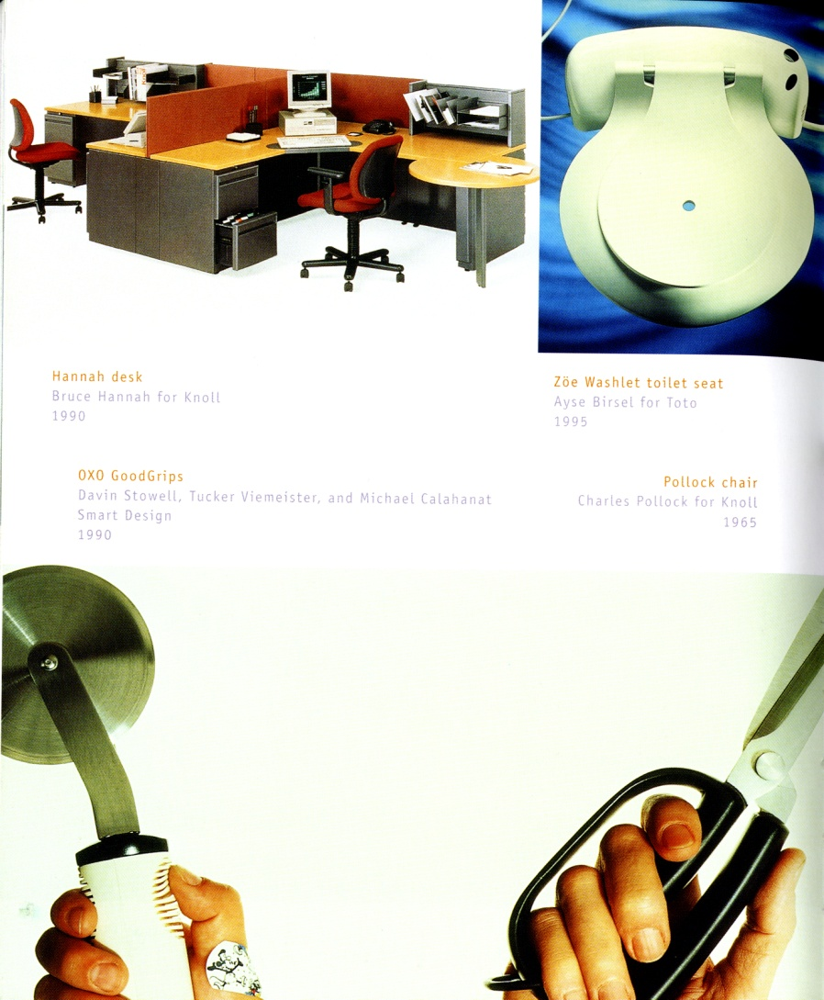 Hannah desk
Bruce Hannah for Knoll
1990
Zöe Washlet toilet seat
Ayse Birsel for Toto
1995
OXO GoodGrips
Davin Stowell, Tucker Viemeister, and Michael Calahanat
Smart Design
1990
Pollock chair
Charles Pollock for Knoll
1965